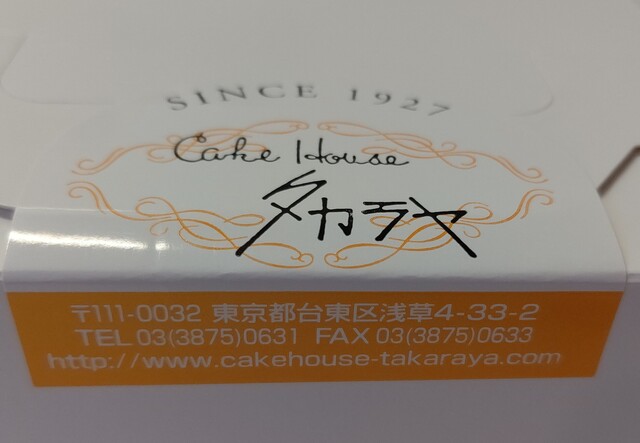 SINCE 1927
Cake House
タカラヤ
〒111-0032 東京都台東区浅草4-33-2
TEL 03(3875)0631 FAX 03(3875)0633
http://www.cakehouse-takaraya.com